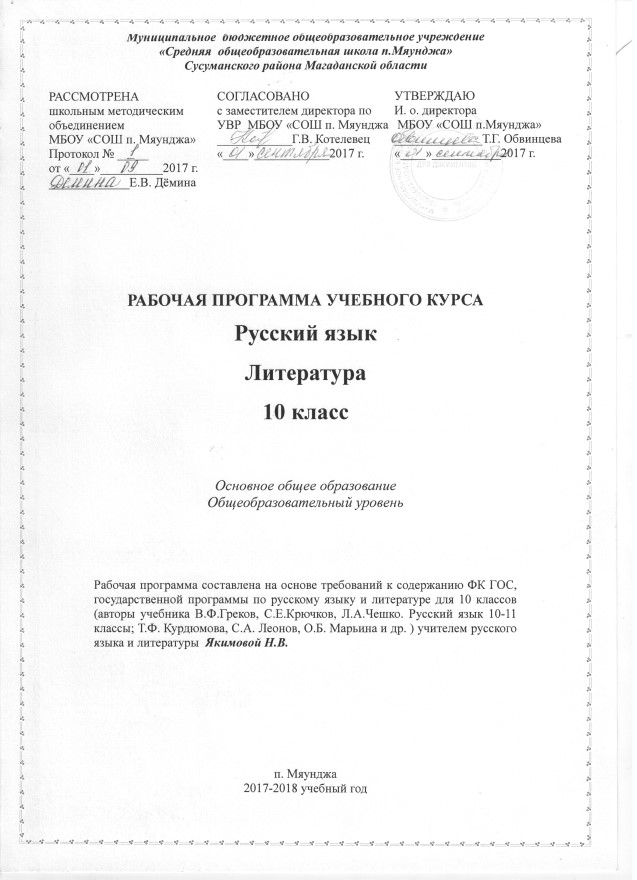 Муниципальное бюджетное общеобразовательное учреждение
«Средняя общеобразовательная школа п.Мяунджа»
Сусуманского района Магаданской области
РАССМОТРЕНА
школьным методическим
объединением
МБОУ «СОШ п. Мяунджа»
Протокол № 1
от « 01 » 09 2017 г.
Демина Е.В. Дёмина
СОГЛАСОВАНО
с заместителем директора по
УВР МБОУ «СОШ п. Мяунджа
Г.В. Котелевец
« 01 » сентября 2017 г.
УТВЕРЖДАЮ
И. о. директора
МБОУ «СОШ п.Мяунджа»
Обвинцева Т.Г. Обвинцева
« 01 » сентября 2017 г.
РАБОЧАЯ ПРОГРАММА УЧЕБНОГО КУРСА
Русский язык
Литература
10 класс
Основное общее образование
Общеобразовательный уровень
Рабочая программа составлена на основе требований к содержанию ФК ГОС,
государственной программы по русскому языку и литературе для 10 классов
(авторы учебника В.Ф.Греков, С.Е.Крючков, Л.А.Чешко. Русский язык 10-11
классы; Т.Ф. Курдюмова, С.А. Леонов, О.Б. Марьина и др. ) учителем русского
языка и литературы Якимовой Н.В.
п. Мяунджа
2017-2018 учебный год